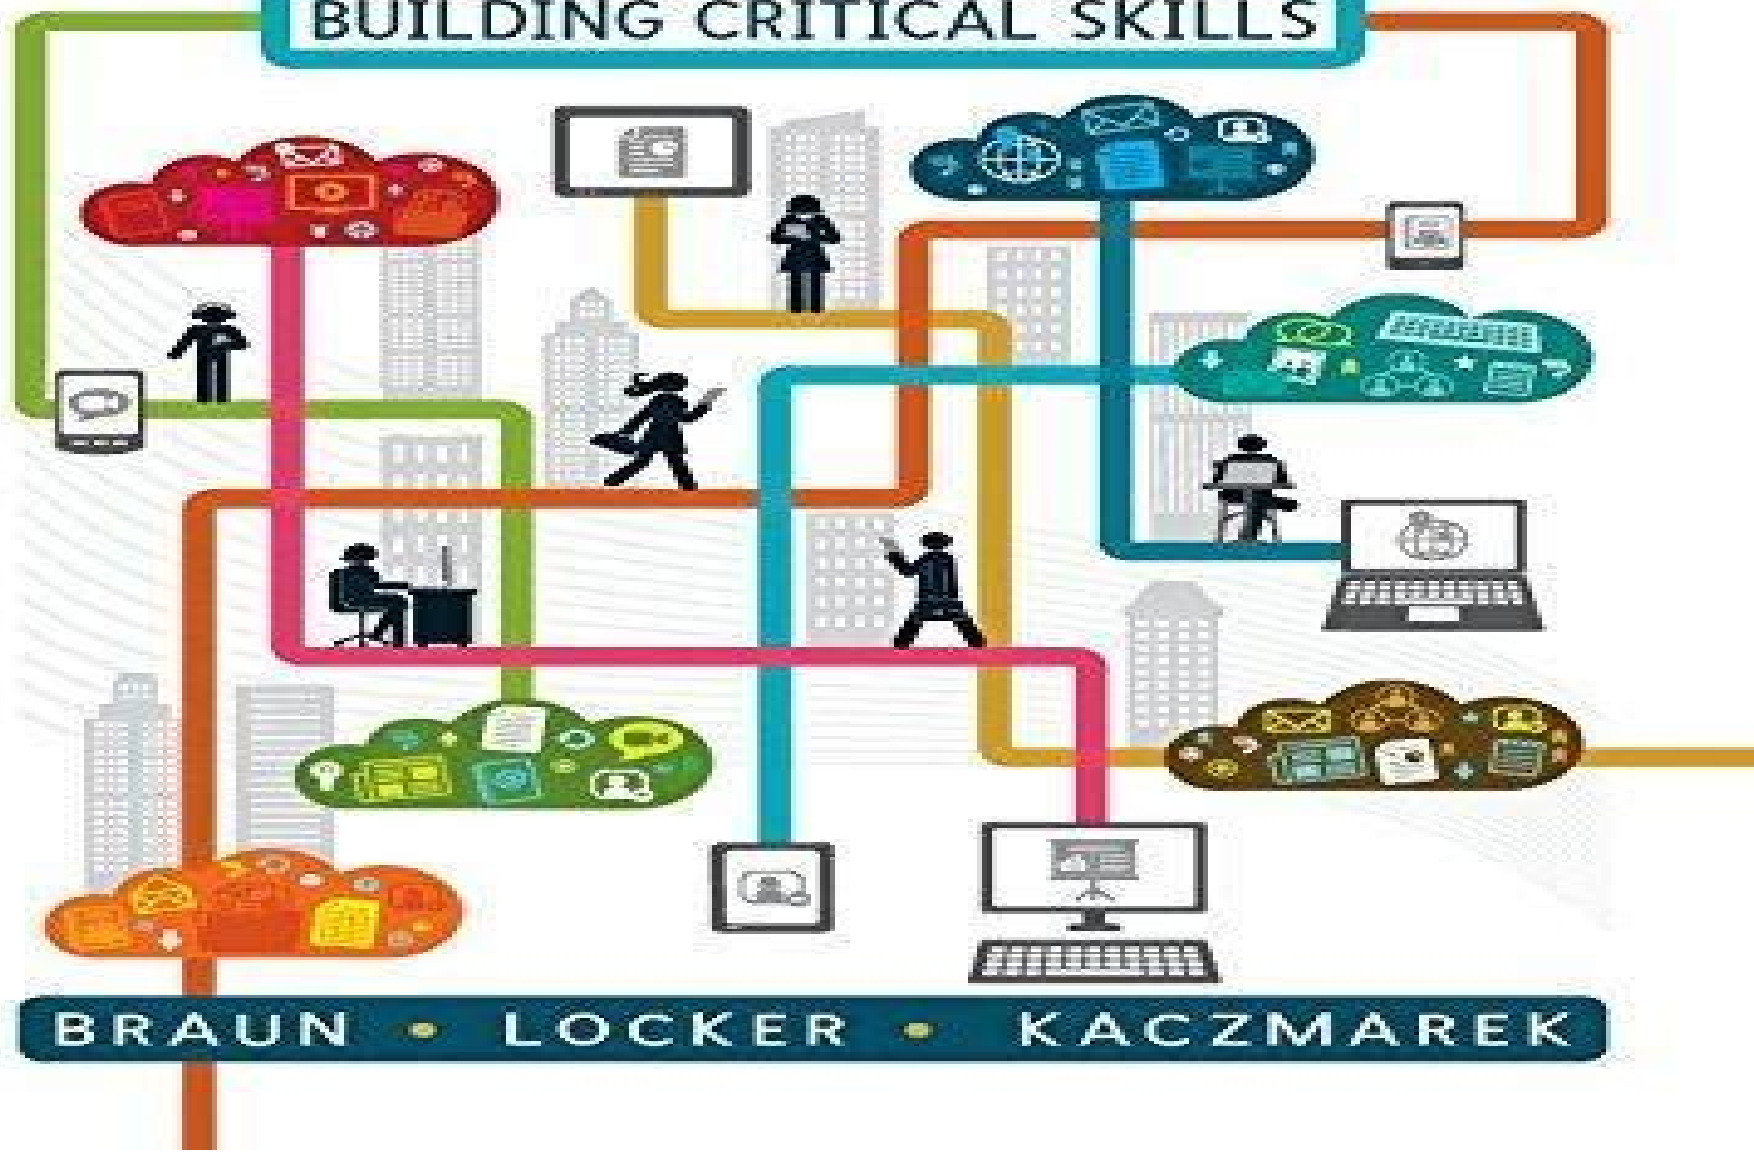 BUILDING CRITICAL SKILLS
BRAUN • LOCKER • KACZMAREK